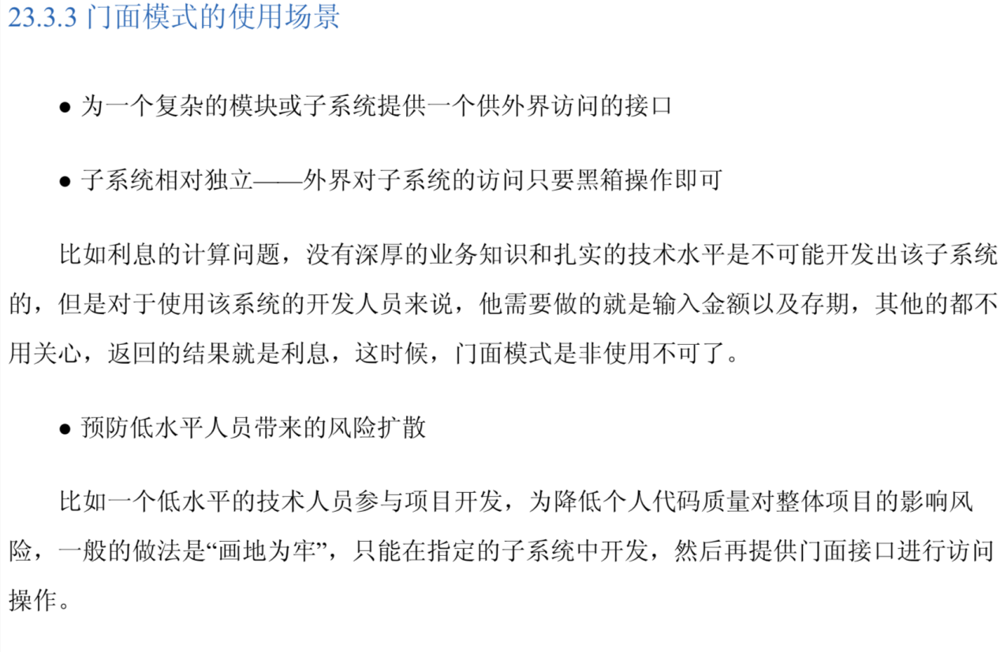 23.3.3 门面模式的使用场景
● 为一个复杂的模块或子系统提供一个供外界访问的接口
● 子系统相对独立——外界对子系统的访问只要黑箱操作即可
比如利息的计算问题，没有深厚的业务知识和扎实的技术水平是不可能开发出该子系统
的，但是对于使用该系统的开发人员来说，他需要做的就是输入金额以及存期，其他的都不
用关心，返回的结果就是利息，这时候，门面模式是非使用不可了。
● 预防低水平人员带来的风险扩散
比如一个低水平的技术人员参与项目开发，为降低个人代码质量对整体项目的影响风
险，一般的做法是“画地为牢”，只能在指定的子系统中开发，然后再提供门面接口进行访问
操作。